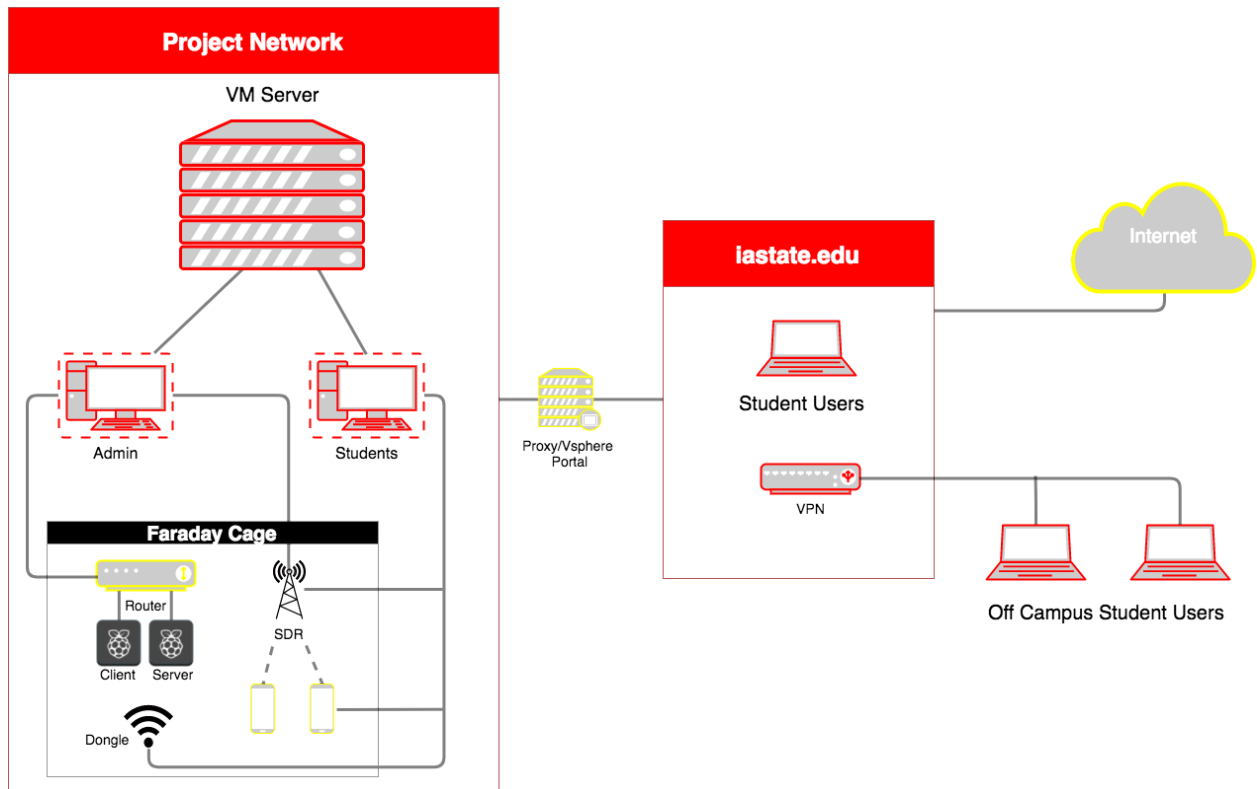 Project Network
VM Server
Internet
iastate.edu
Student Users
Proxy/Vsphere
Portal
Admin
Students
VPN
Faraday Cage
Router
SDR
Off Campus Student Users
Client
Server
Dongle